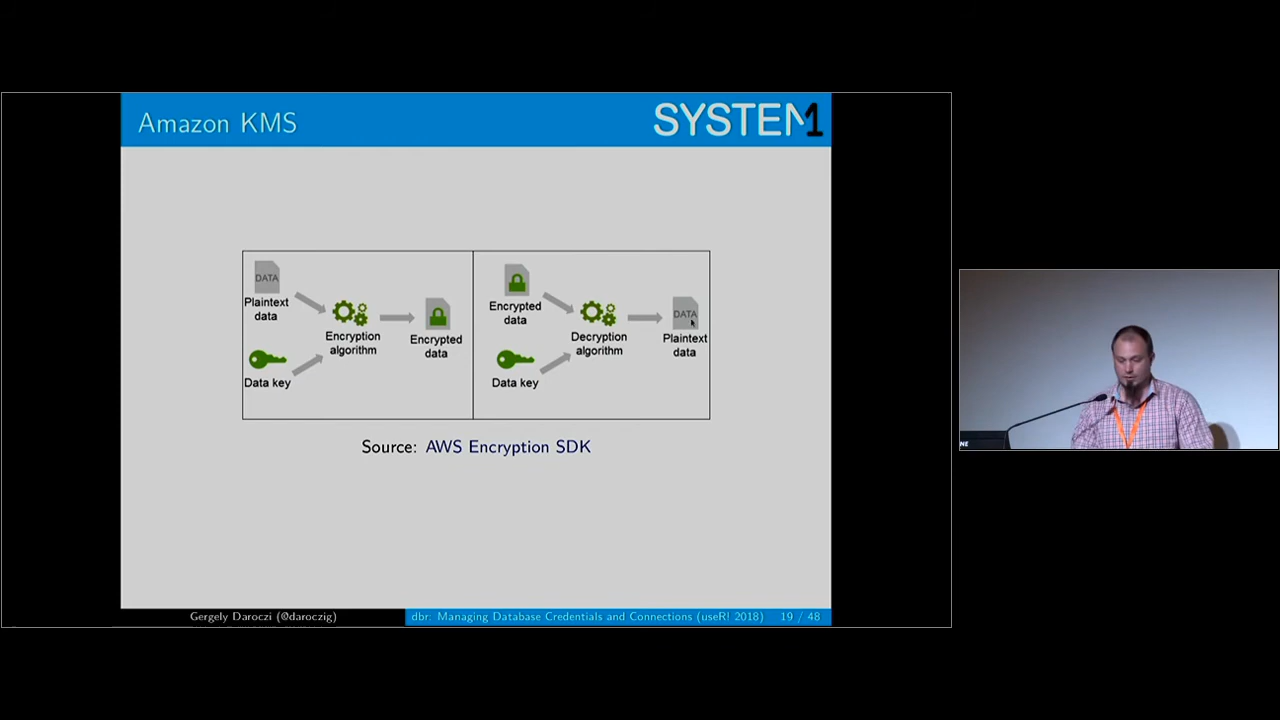 Amazon KMS
SYSTEM1
DATA
Plaintext
data
Data key
Encryption
algorithm
Encrypted
data
Encrypted
data
Data key
Decryption
algorithm
DATA
Plaintext
data
Source: AWS Encryption SDK
Gergely Daroczi (@daroczig)
dbr: Managing Database Credentials and Connections (useR! 2018)
19 / 48
NE